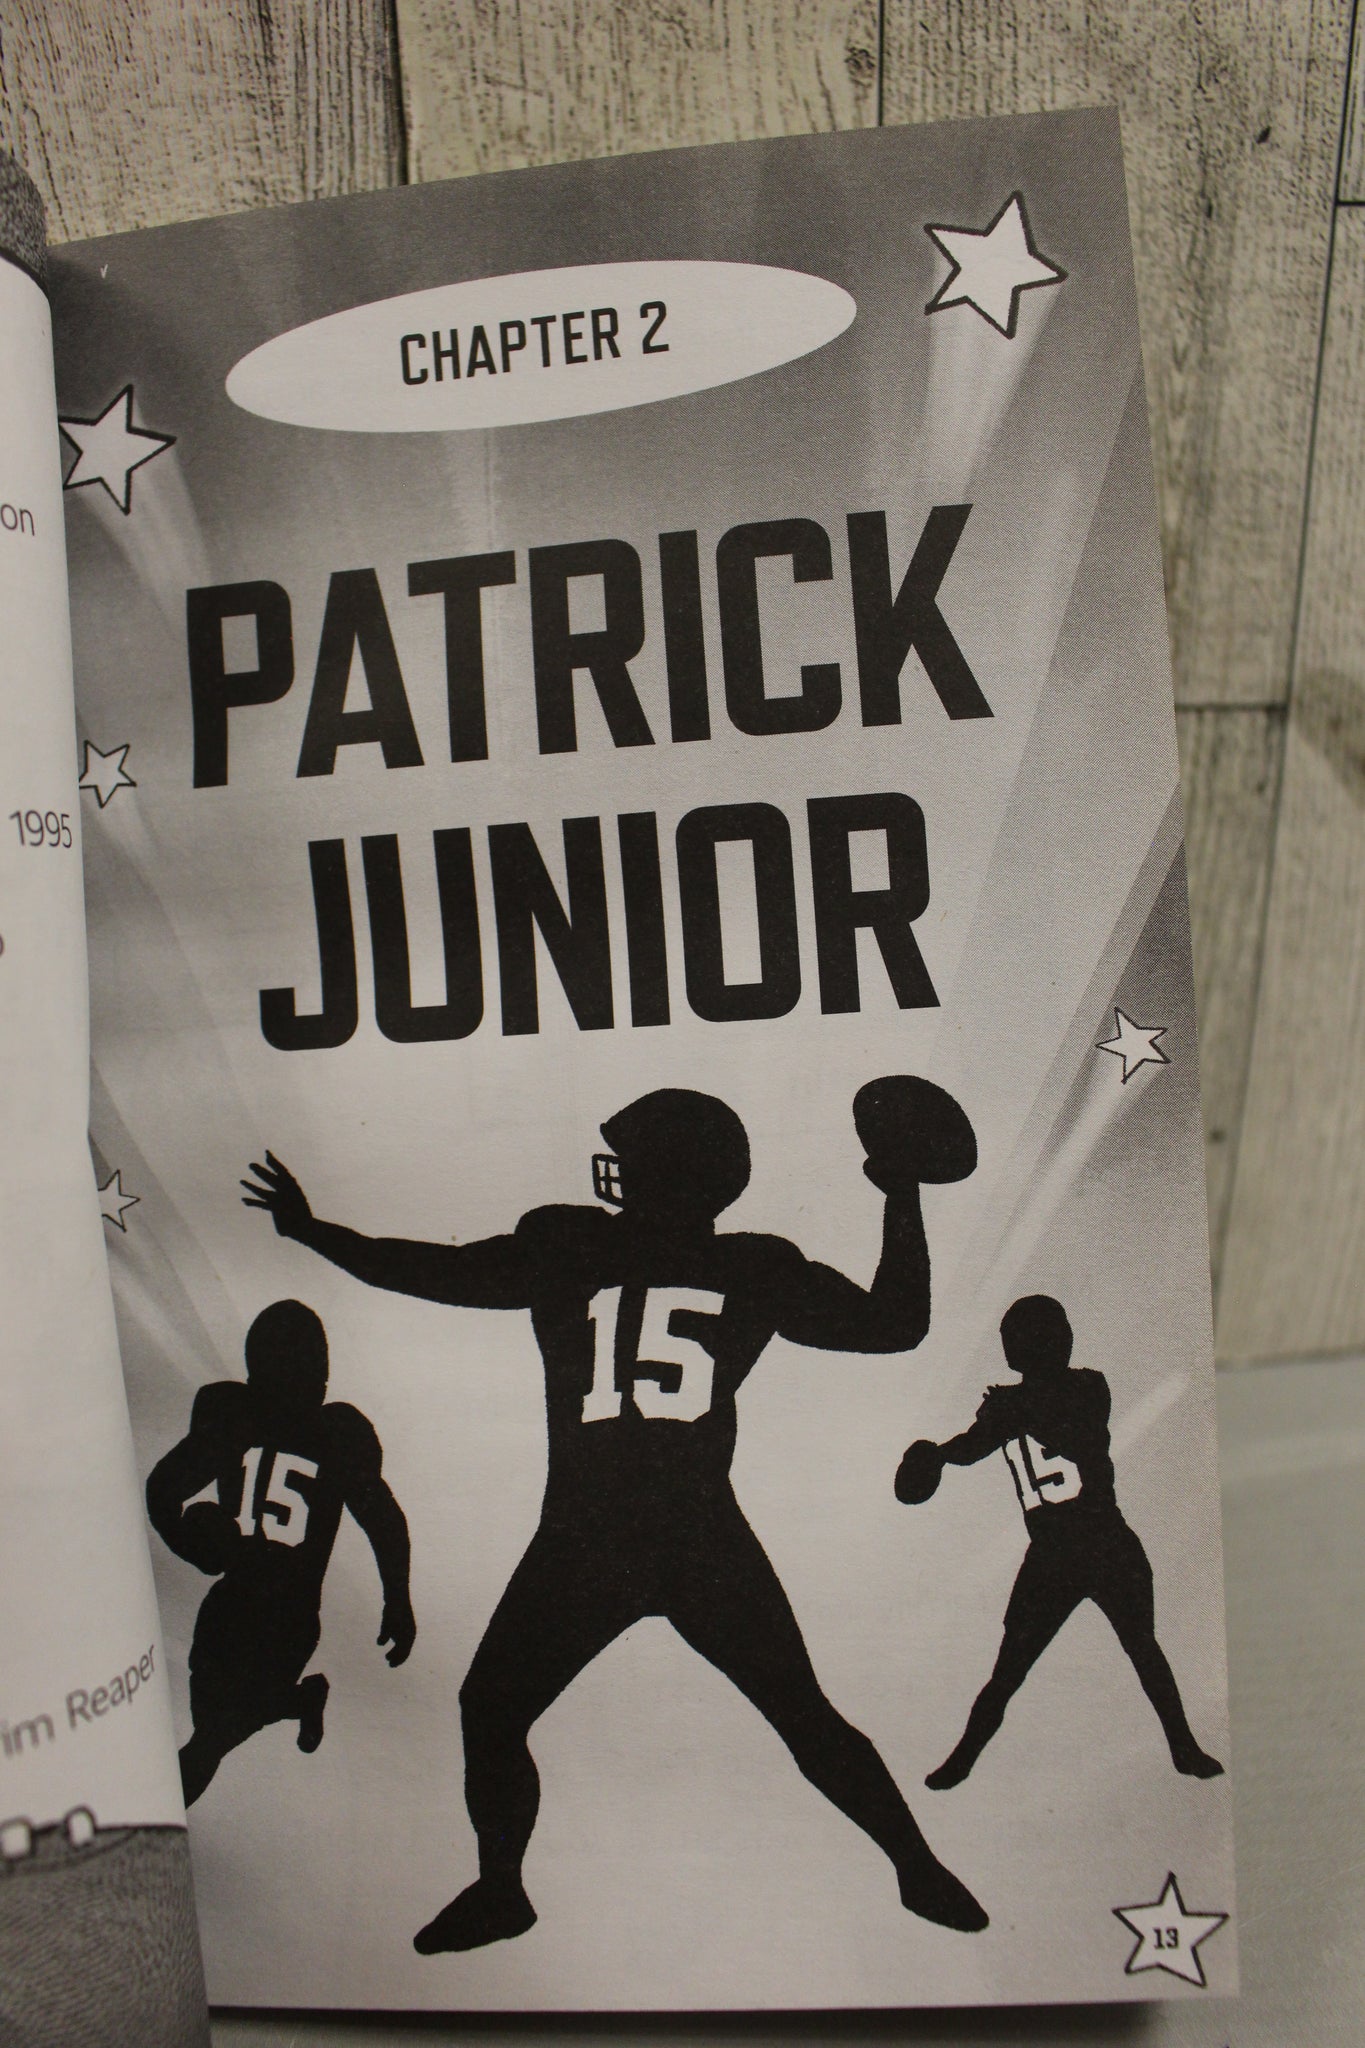 on
1995
im Reaper
CHAPTER 2
PATRICK
JUNIOR
15
15
15
13